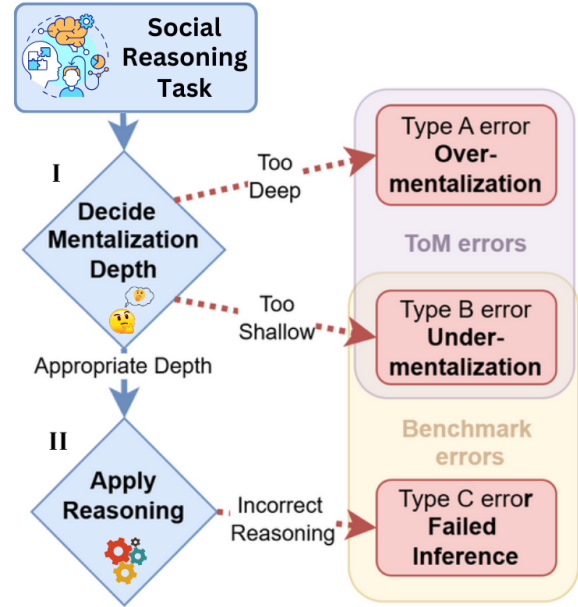 Social
Reasoning
Task
I
Decide
Mentalization
Depth
Too
Deep
Type A error
Over-
mentalization
ToM errors
Too
Shallow
Type B error
Under-
mentalization
Appropriate Depth
Benchmark
errors
II
Apply
Reasoning
Incorrect
Reasoning
Type C error
Failed
Inference